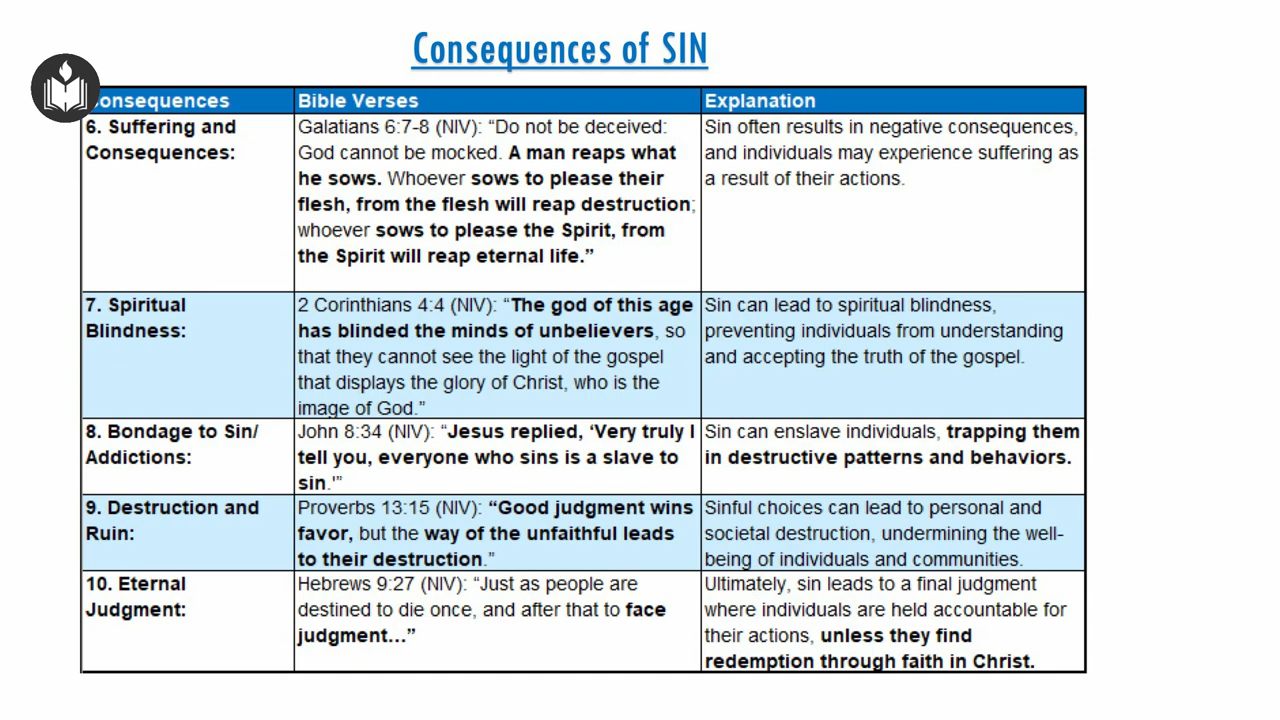 Consequences of SIN
onsequences Bible Verses Explanation
6. Suffering and
Consequences:
Galatians 6:7-8 (NIV): “Do not be deceived:
God cannot be mocked. A man reaps what
he sows. Whoever sows to please their
flesh, from the flesh will reap destruction;
whoever sows to please the Spirit, from
the Spirit will reap eternal life.”
Sin often results in negative consequences,
and individuals may experience suffering as
a result of their actions.
7. Spiritual
Blindness:
2 Corinthians 4:4 (NIV): “The god of this age
has blinded the minds of unbelievers, so
that they cannot see the light of the gospel
that displays the glory of Christ, who is the
image of God.”
Sin can lead to spiritual blindness,
preventing individuals from understanding
and accepting the truth of the gospel.
8. Bondage to Sin/
Addictions:
John 8:34 (NIV): “Jesus replied, ‘Very truly I
tell you, everyone who sins is a slave to
sin.’”
Sin can enslave individuals, trapping them
in destructive patterns and behaviors.
9. Destruction and
Ruin:
Proverbs 13:15 (NIV): “Good judgment wins
favor, but the way of the unfaithful leads
to their destruction.”
Sinful choices can lead to personal and
societal destruction, undermining the well-
being of individuals and communities.
10. Eternal
Judgment:
Hebrews 9:27 (NIV): “Just as people are
destined to die once, and after that to face
judgment…”
Ultimately, sin leads to a final judgment
where individuals are held accountable for
their actions, unless they find
redemption through faith in Christ.